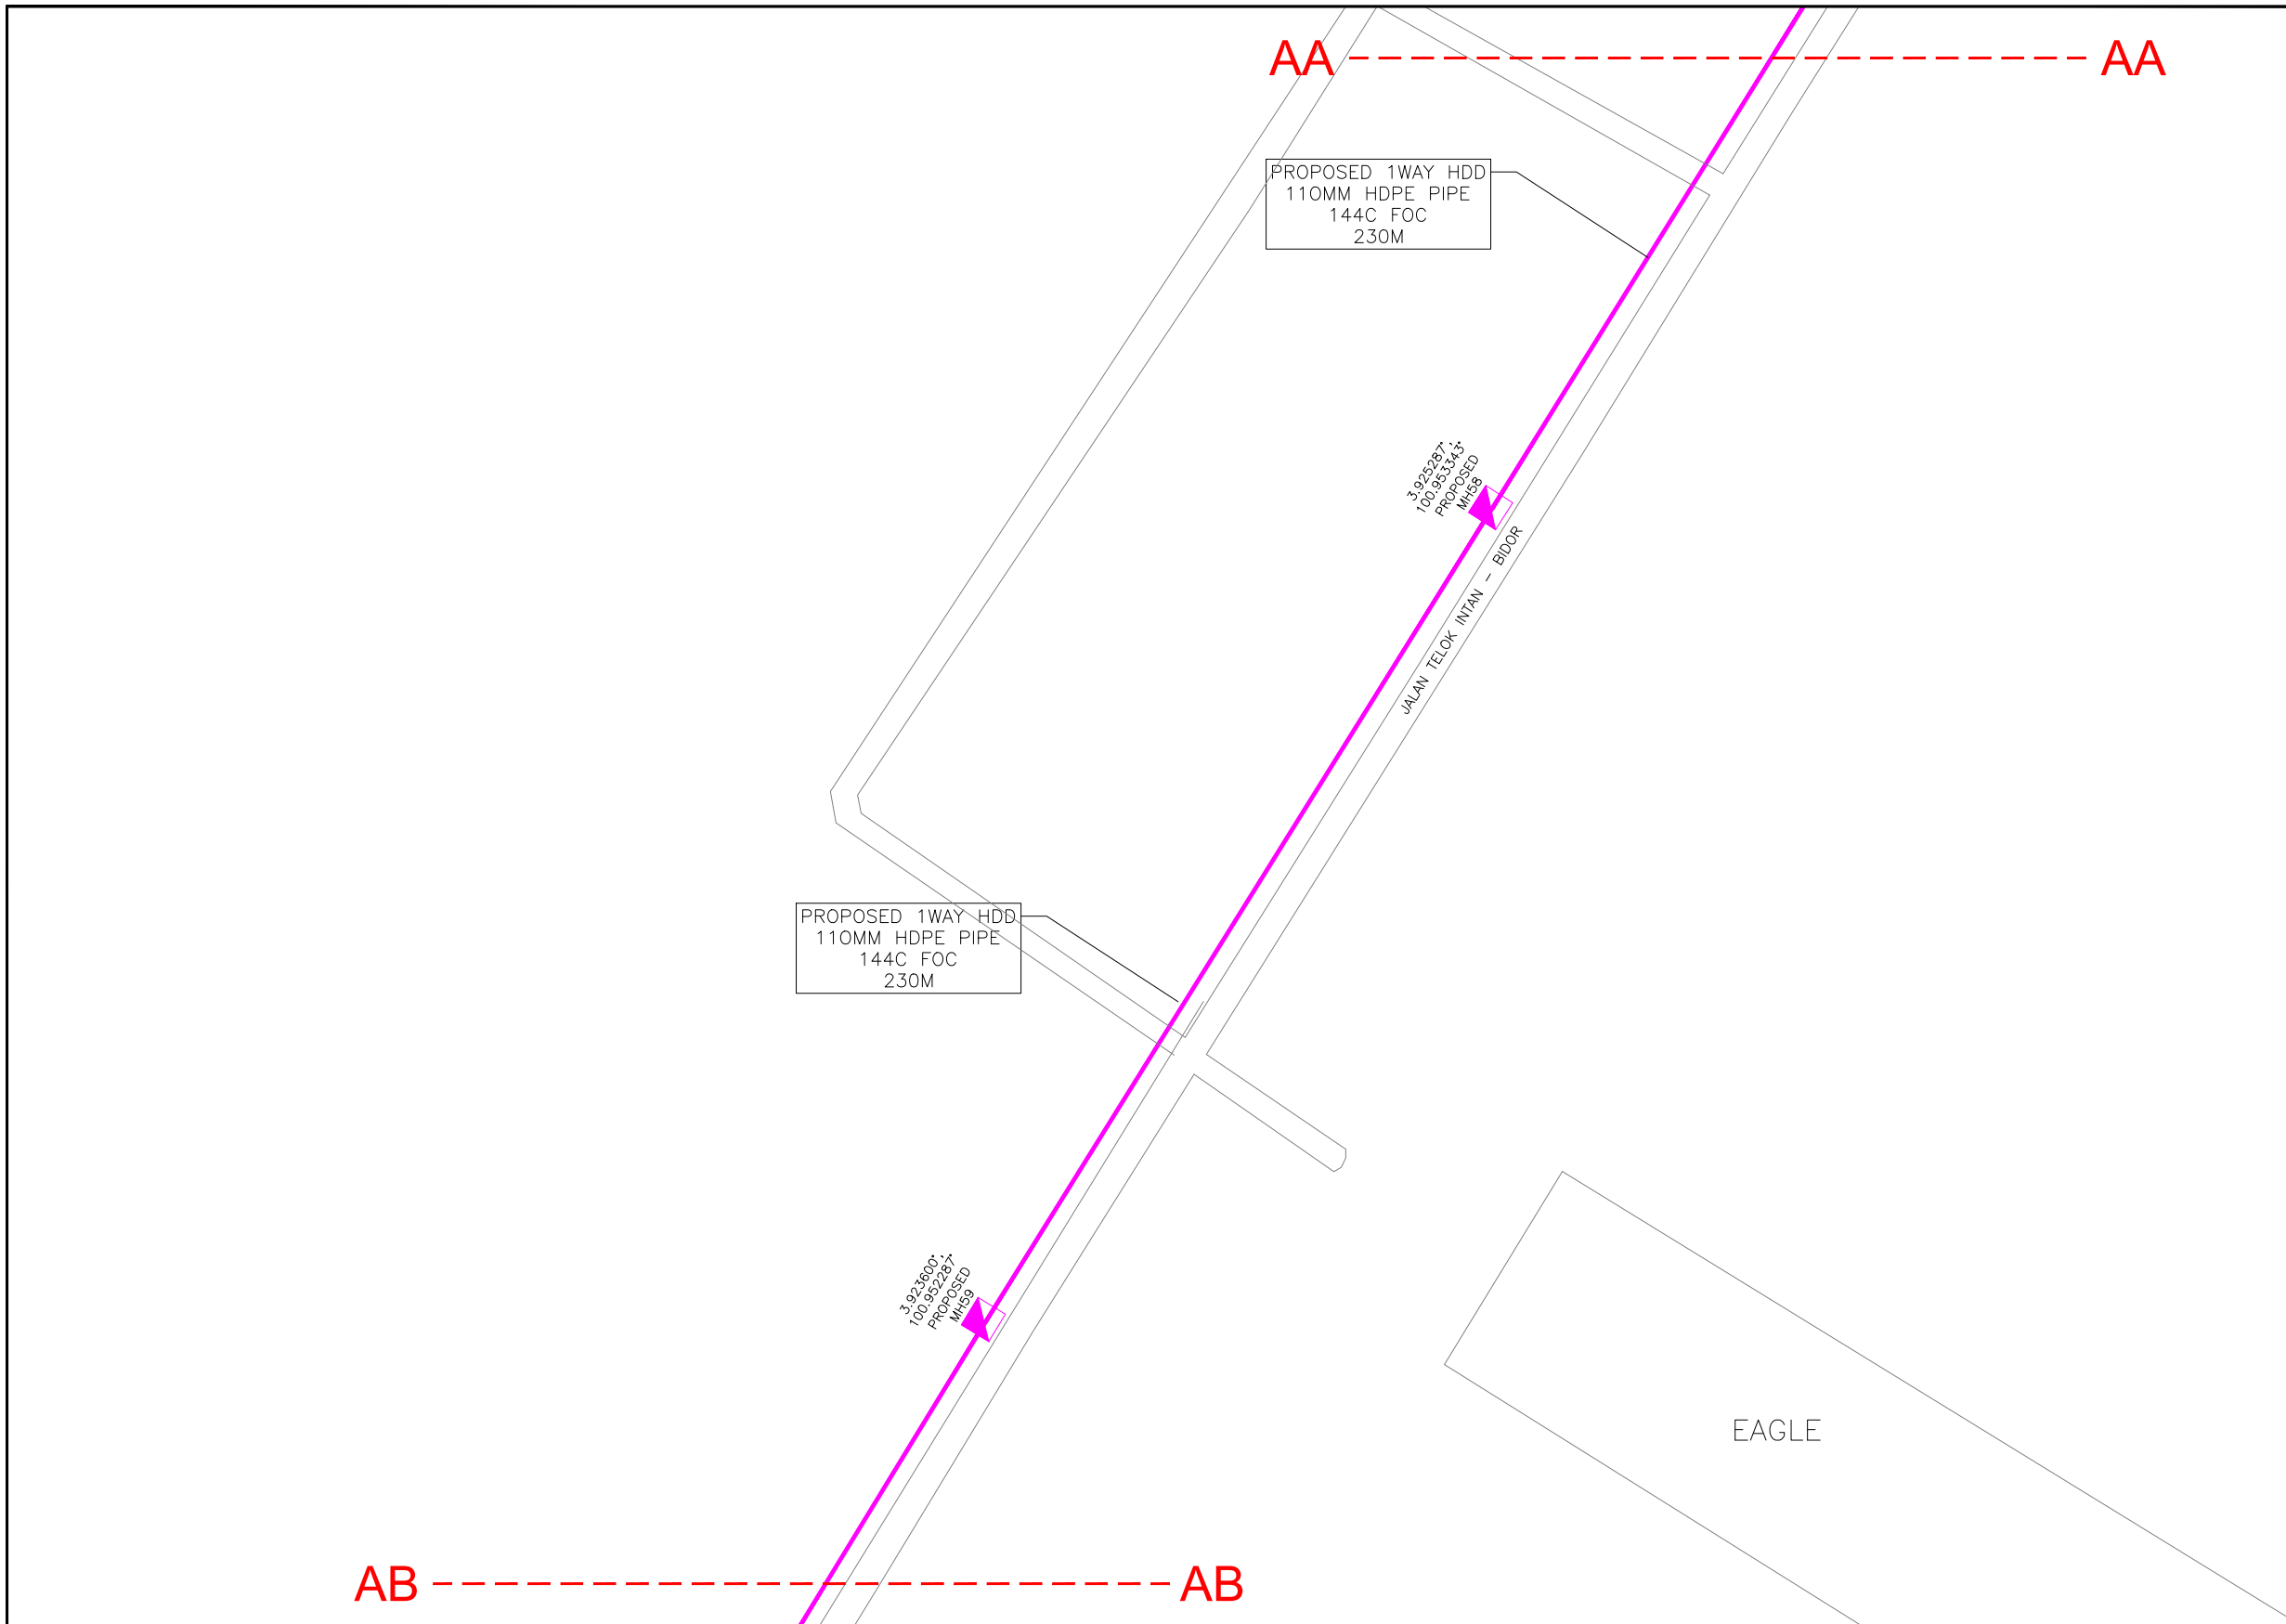 AA AA
PROPOSED 1WAY HDD
110MM HDPE PIPE
144C FOC
230M
3.925287°,
100.953343°
PROPOSED
MH58
JALAN TELOK INTAN - BIDOR
PROPOSED 1WAY HDD
110MM HDPE PIPE
144C FOC
230M
3.923600°,
100.952287°
PROPOSED
MH59
EAGLE
AB AB